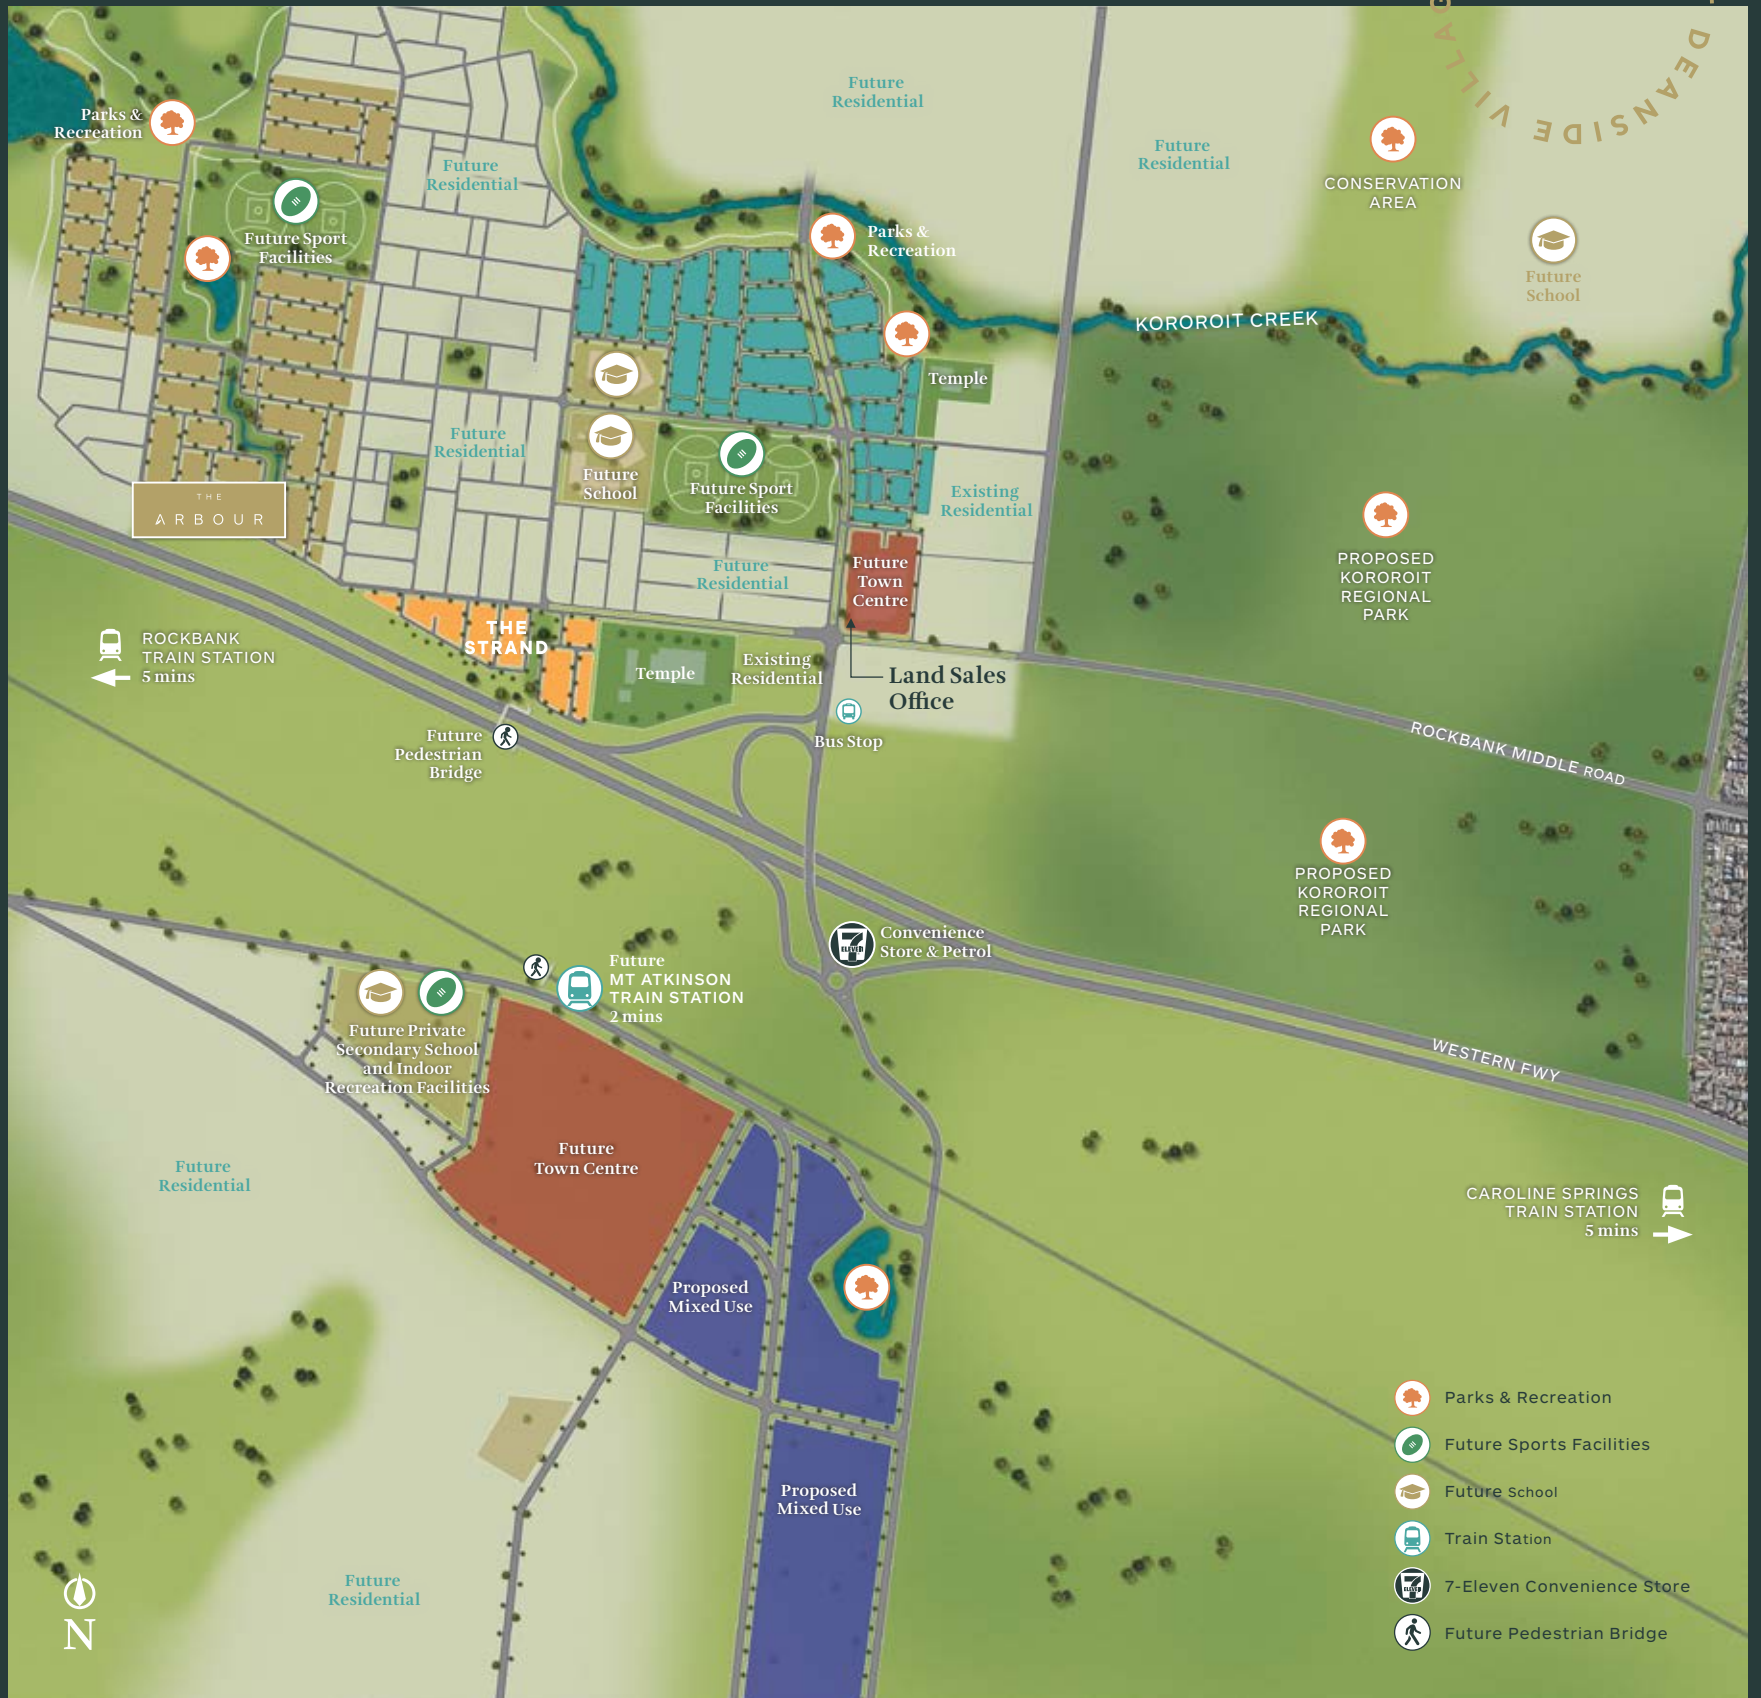 DEANSIDE VILLAG
Future
Residential
Parks &
Recreation
Future
Residential
Future
Residential
CONSERVATION
AREA
Future Sport
Facilities
Parks &
Recreation
Future
School
KOROROIT CREEK
Temple
Future
Residential
Future
School
Future Sport
Facilities
Existing
Residential
THE
ARBOUR
Future
Residential
Future
Town
Centre
PROPOSED
KOROROIT
REGIONAL
PARK
THE
STRAND
ROCKBANK
TRAIN STATION
5 mins
Temple
Existing
Residential
Land Sales
Office
Bus Stop
Future
Pedestrian
Bridge
ROCKBANK MIDDLE ROAD
PROPOSED
KOROROIT
REGIONAL
PARK
7
ELEVEN
Convenience
Store & Petrol
Future
MT ATKINSON
TRAIN STATION
2 mins
Future Private
Secondary School
and Indoor
Recreation Facilities
WESTERN FWY
Future
Town Centre
Future
Residential
CAROLINE SPRINGS
TRAIN STATION
5 mins
Proposed
Mixed Use
Proposed
Mixed Use
Future
Residential
N
Parks & Recreation
Future Sports Facilities
Future School
Train Station
7
ELEVEN
7-Eleven Convenience Store
Future Pedestrian Bridge